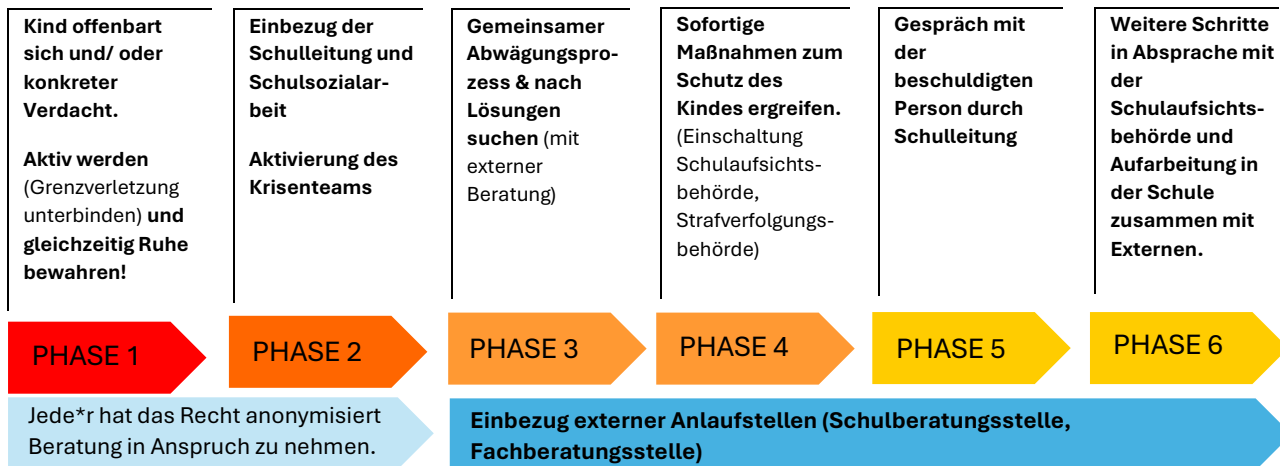 Kind offenbart
sich und/ oder
konkreter
Verdacht.
Aktiv werden
(Grenzverletzung
unterbinden) und
gleichzeitig Ruhe
bewahren!
Einbezug der
Schulleitung und
Schulsozialar-
beit
Aktivierung des
Krisenteams
Gemeinsamer
Abwägungspro-
zess & nach
Lösungen
suchen (mit
externer
Beratung)
Sofortige
Maßnahmen zum
Schutz des
Kindes ergreifen.
(Einschaltung
Schulaufsichts-
behörde,
Strafverfolgungs-
behörde)
Gespräch mit
der
beschuldigten
Person durch
Schulleitung
Weitere Schritte
in Absprache mit
der
Schulaufsichts-
behörde und
Aufarbeitung in
der Schule
zusammen mit
Externen.
PHASE 1
PHASE 2
PHASE 3
PHASE 4
PHASE 5
PHASE 6
Jede*r hat das Recht anonymisiert
Beratung in Anspruch zu nehmen.
Einbezug externer Anlaufstellen (Schulberatungsstelle,
Fachberatungsstelle)